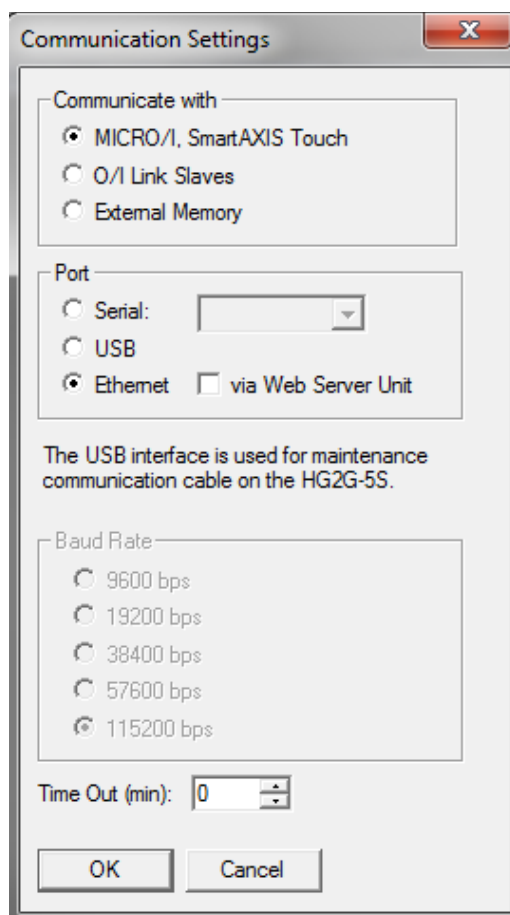 Communication Settings
Communicate with
MICRO/I, SmartAXIS Touch
O/I Link Slaves
External Memory
Port
Serial:
USB
Ethernet via Web Server Unit
The USB interface is used for maintenance
communication cable on the HG2G-5S.
Baud Rate
9600 bps
19200 bps
38400 bps
57600 bps
115200 bps
Time Out (min): 0
OK Cancel